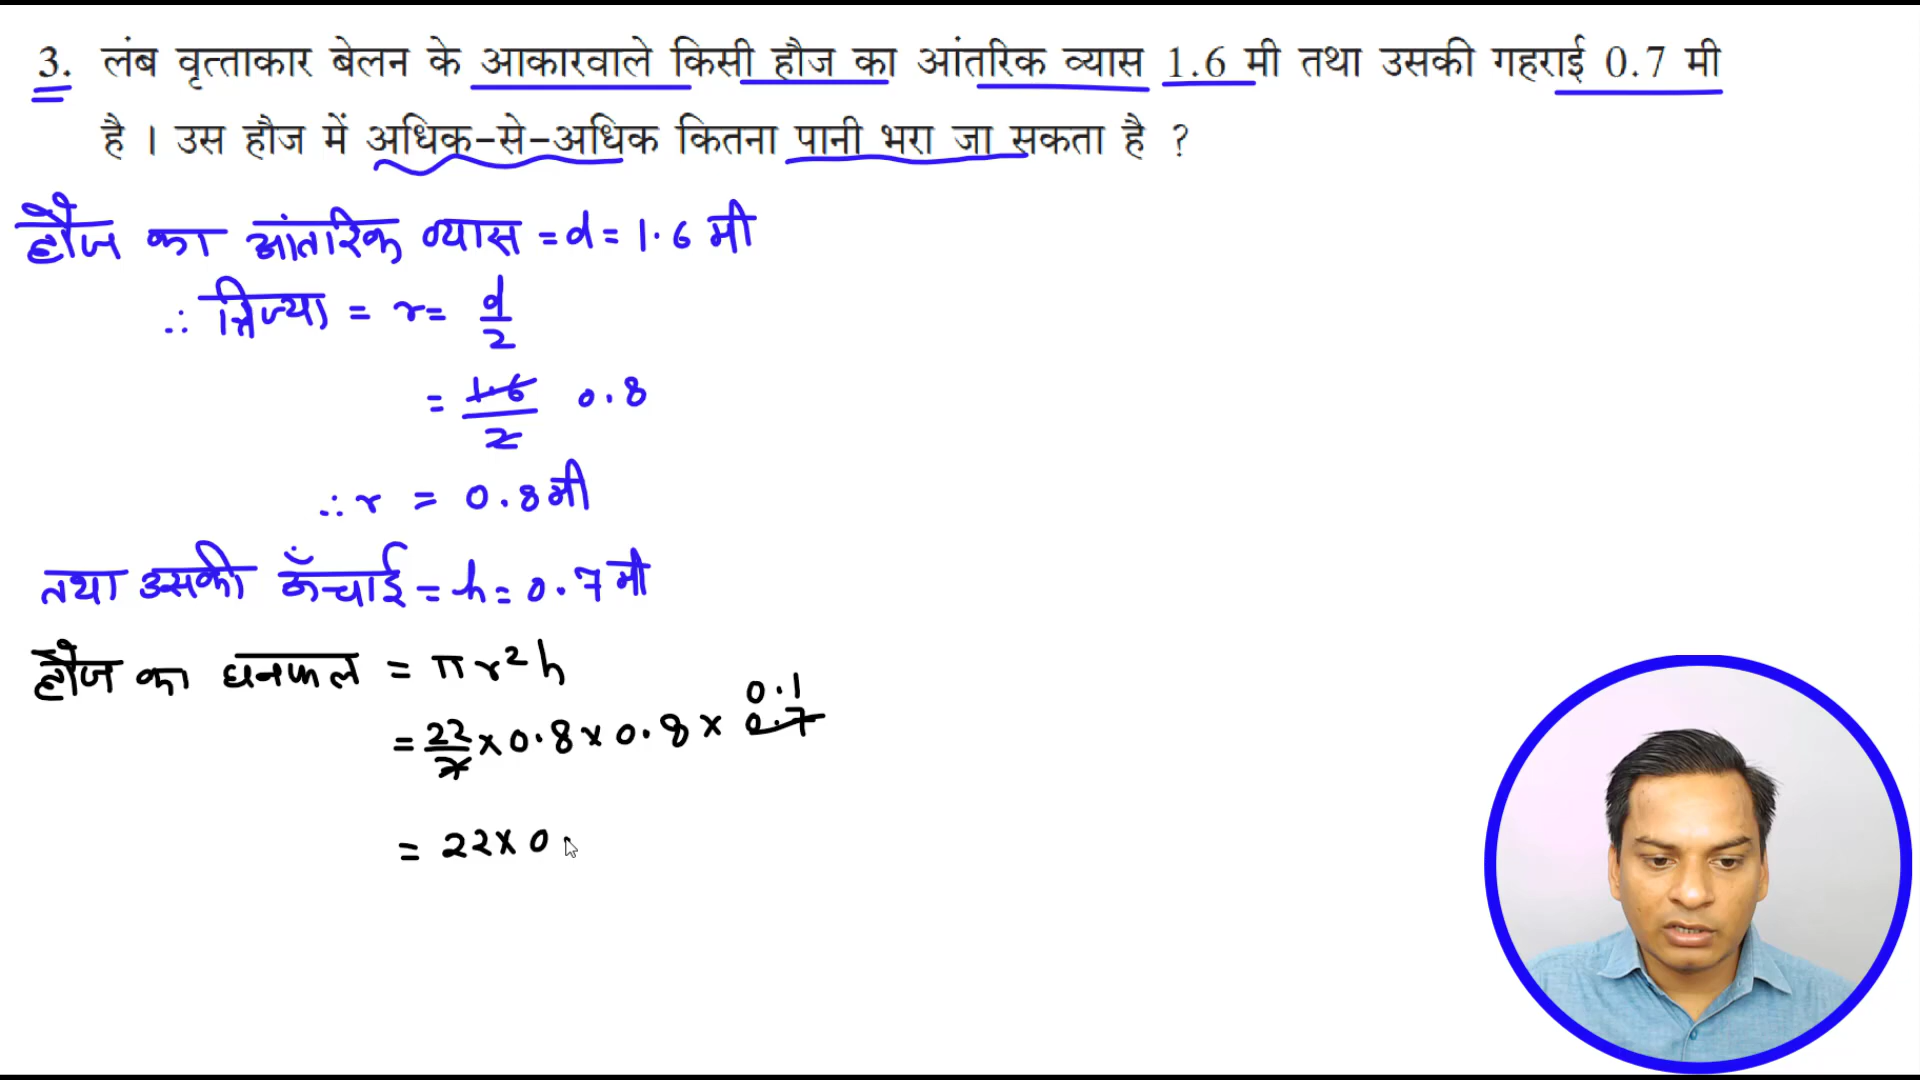 3. लंब वृत्ताकार बेलन के आकारवाले किसी हौज का आंतरिक व्यास 1.6 मी तथा उसकी गहराई 0.7 मी
है । उस हौज में अधिक-से-अधिक कितना पानी भरा जा सकता है ?
हौज का आंतरिक व्यास = d = 1.6 मी
∴ त्रिज्या = r = d/2
= 1.6/2 0.8
∴ r = 0.8 मी
तथा उसकी ऊँचाई = h = 0.7 मी
हौज का घनफल = πr²h
0.1
= 22/7 × 0.8 × 0.8 × 0.7
= 22 × 0 .